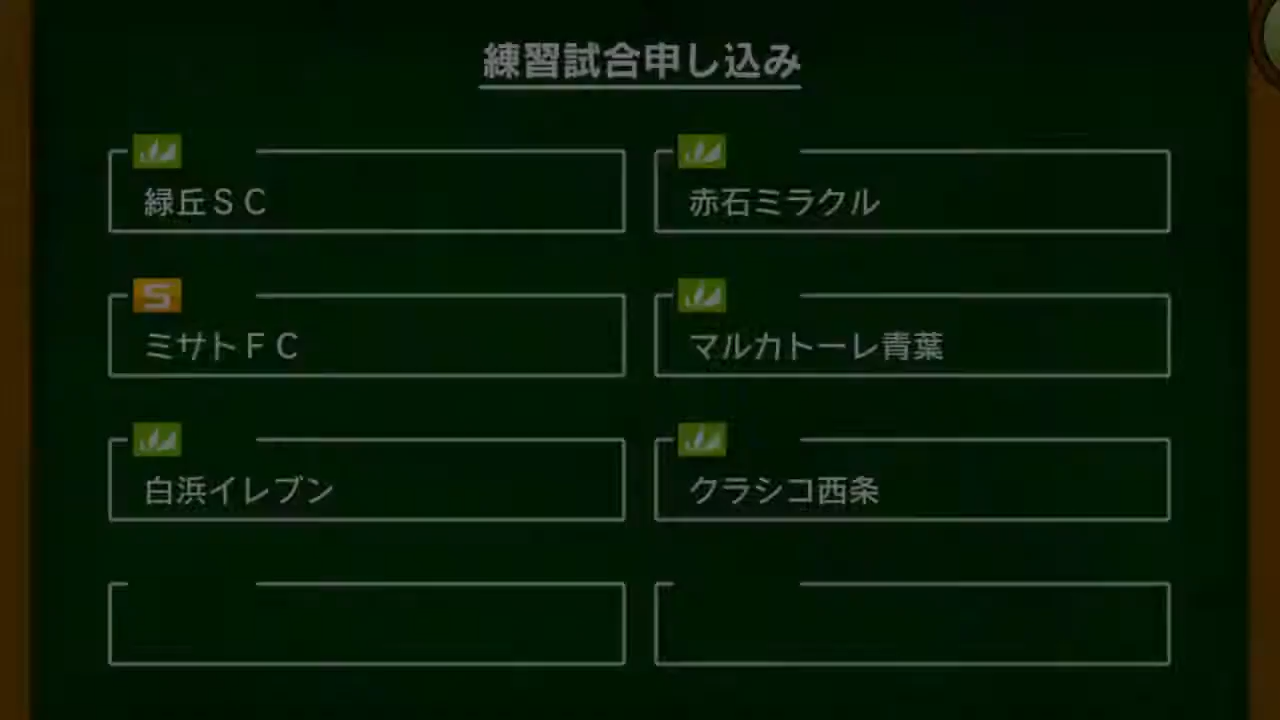 練習試合申し込み
緑丘ＳＣ
赤石ミラクル
S
ミサトＦＣ
マルカトーレ青葉
白浜イレブン
クラシコ西条